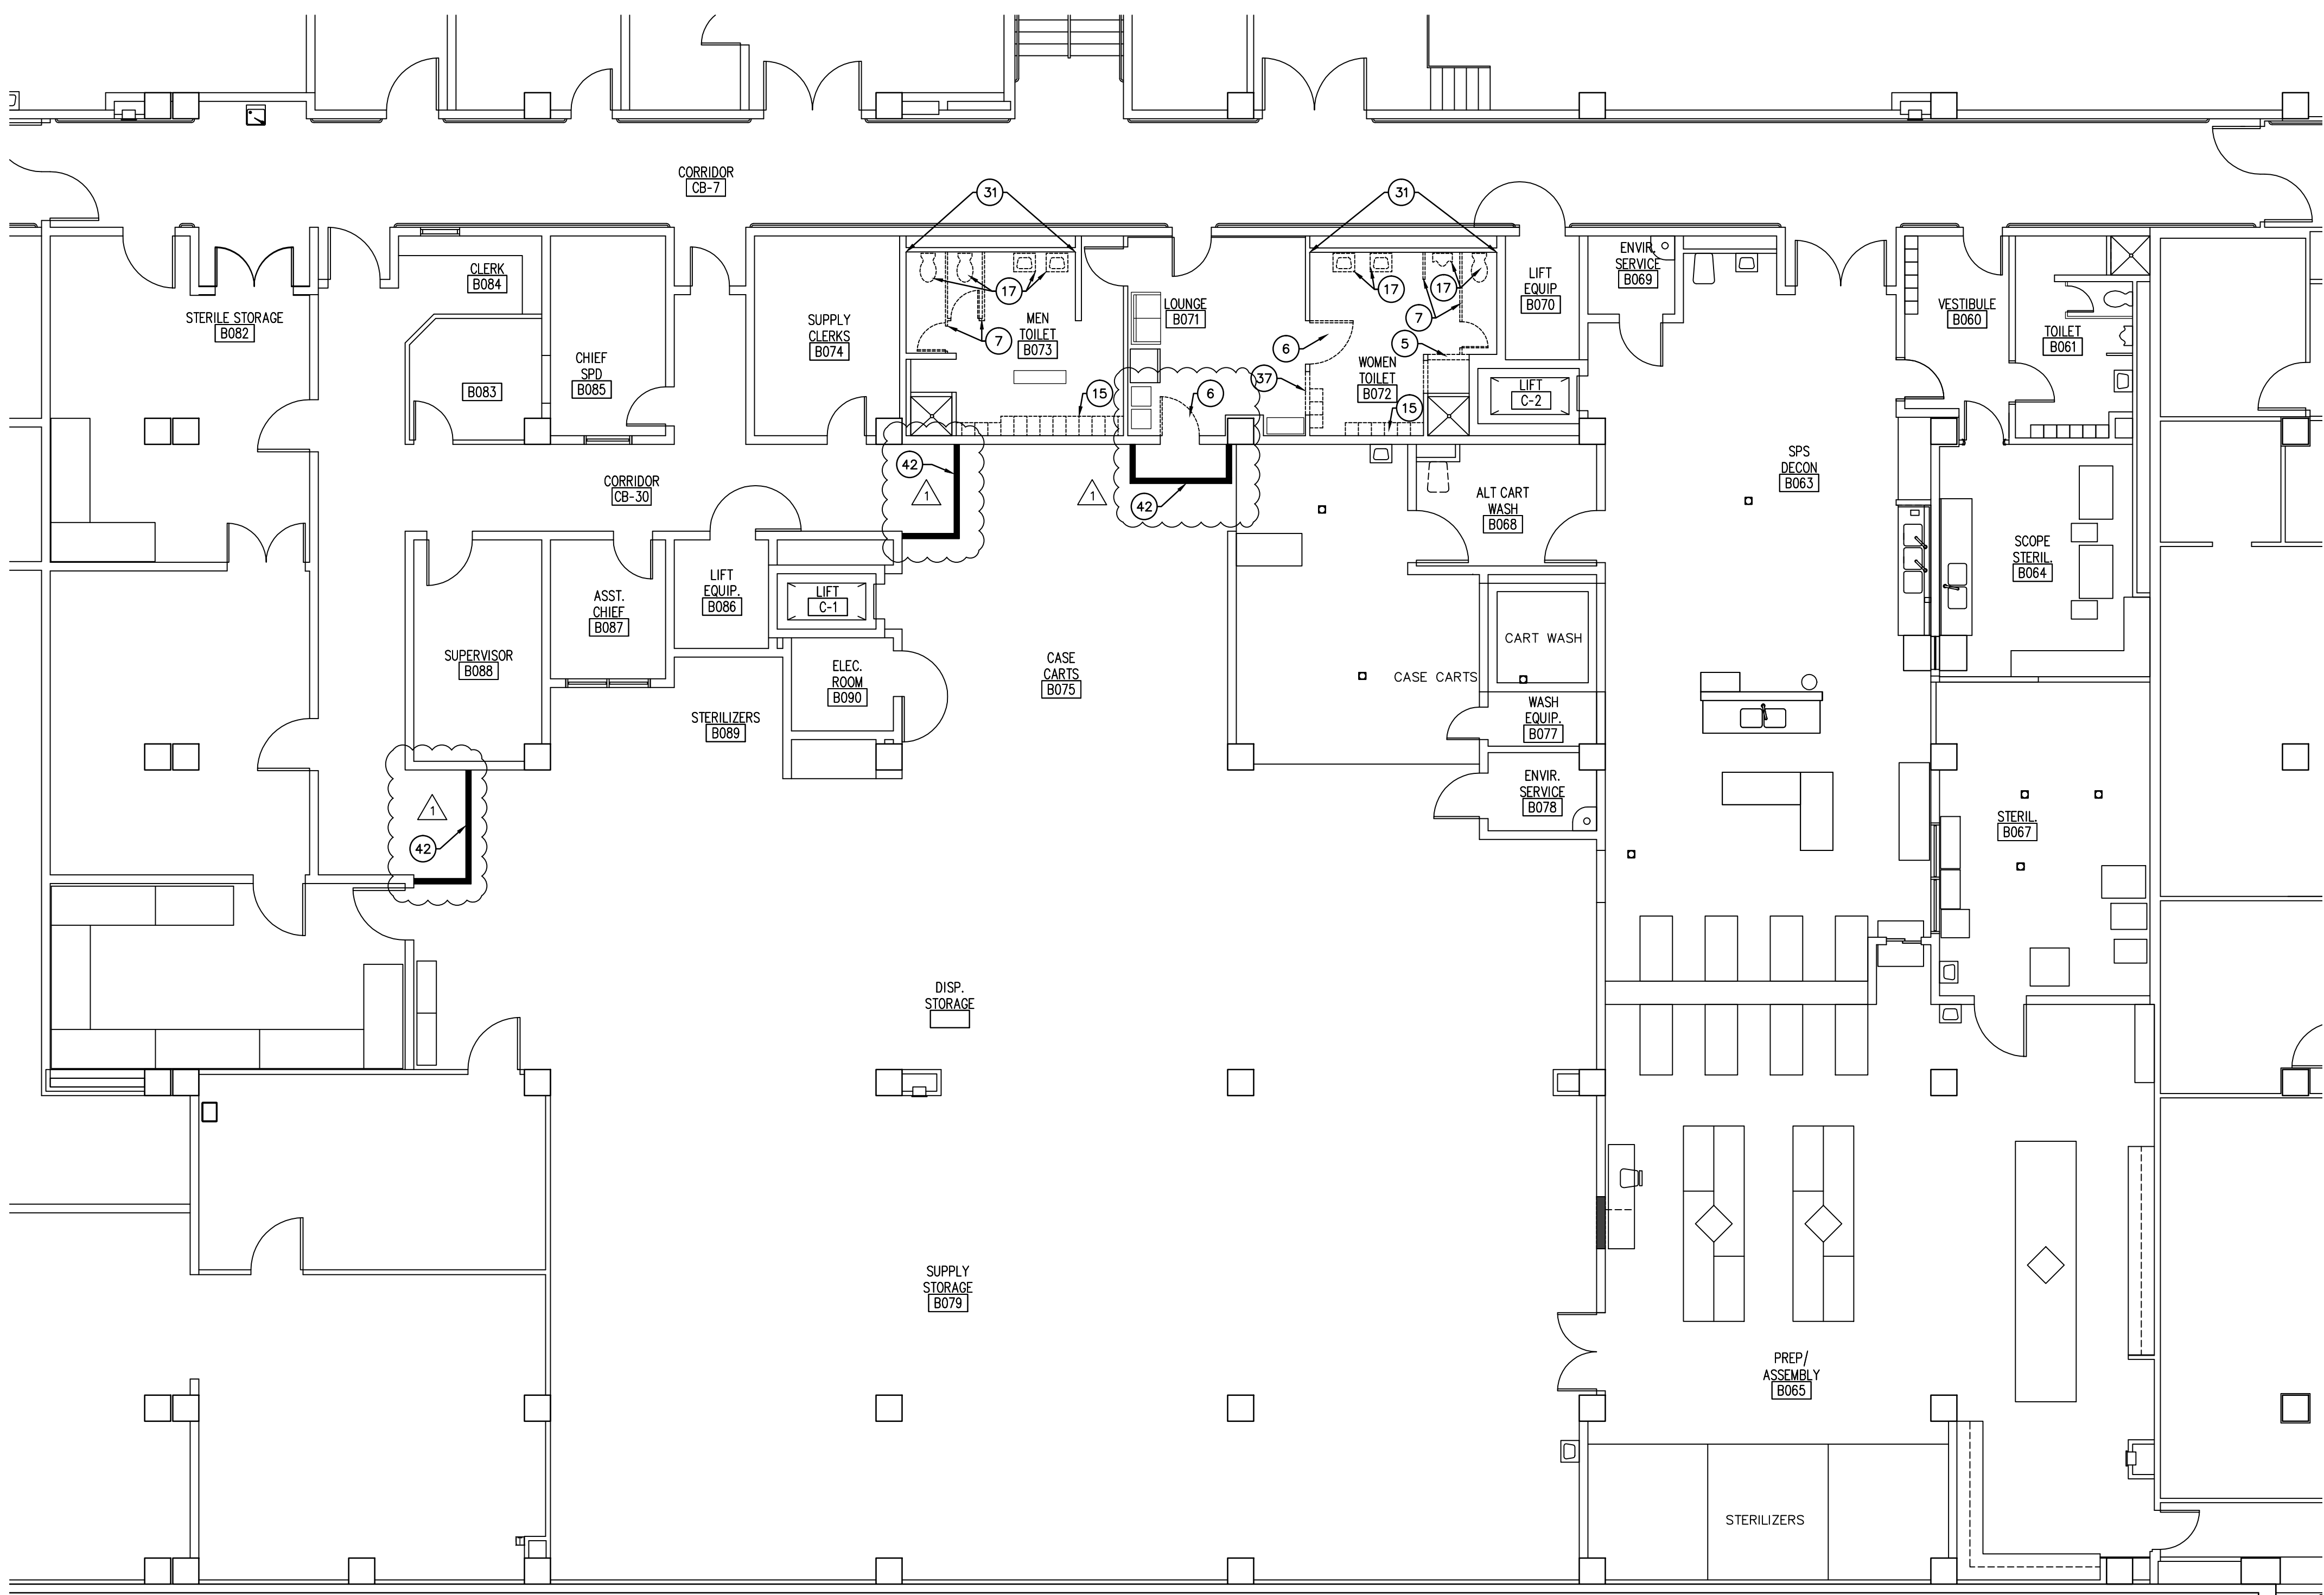 CORRIDOR
CB-7
31
31
CLERK
B084
STERILE STORAGE
B082
B083
CHIEF
SPD
B085
SUPPLY
CLERKS
B074
17
MEN
TOILET
B073
7
15
LOUNGE
B071
6
6
37
17
17
7
5
WOMEN
TOILET
B072
15
LIFT
EQUIP
B070
LIFT
C-2
ENVIR.
SERVICE
B069
VESTIBULE
B060
TOILET
B061
CORRIDOR
CB-30
42
1
1
42
ALT CART
WASH
B068
SPS
DECON
B063
SCOPE
STERIL.
B064
SUPERVISOR
B088
ASST.
CHIEF
B087
LIFT
EQUIP.
B086
LIFT
C-1
ELEC.
ROOM
B090
STERILIZERS
B089
CASE
CARTS
B075
CASE CARTS
CART WASH
WASH
EQUIP.
B077
ENVIR.
SERVICE
B078
STERIL.
B067
1
42
DISP.
STORAGE
SUPPLY
STORAGE
B079
PREP/
ASSEMBLY
B065
STERILIZERS